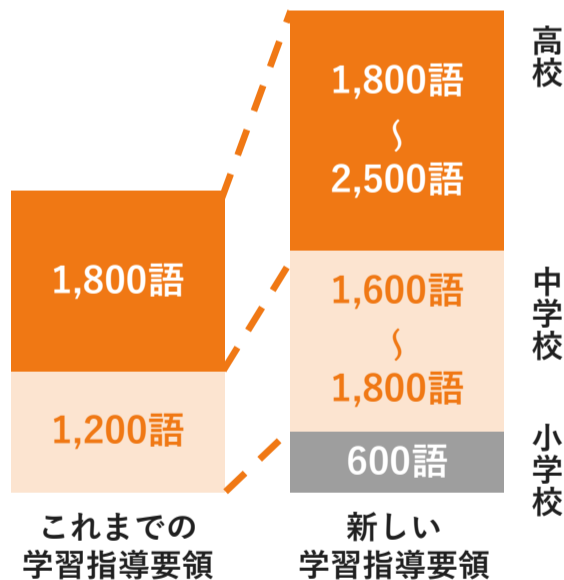 1,800語
1,200語
これまでの
学習指導要領
1,800語
〜
2,500語
1,600語
〜
1,800語
600語
新しい
学習指導要領
高校
中学校
小学校